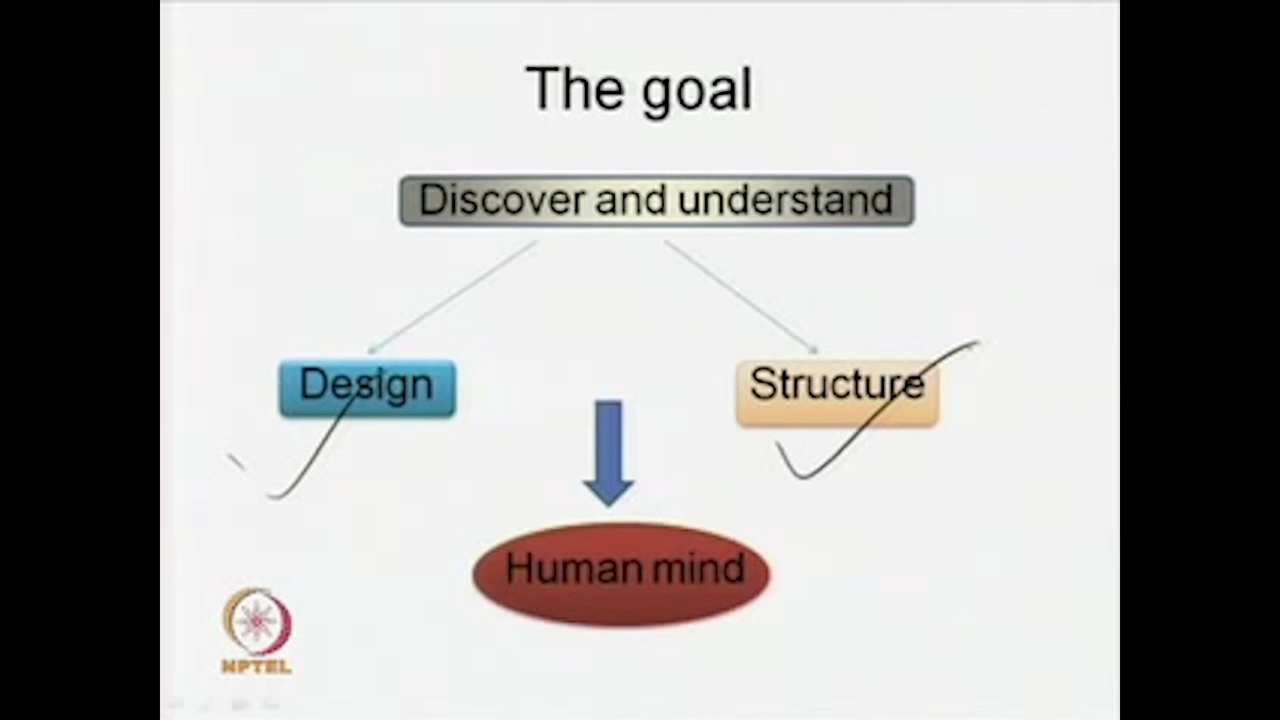 The goal
Discover and understand
Design
Structure
Human mind
NPTEL